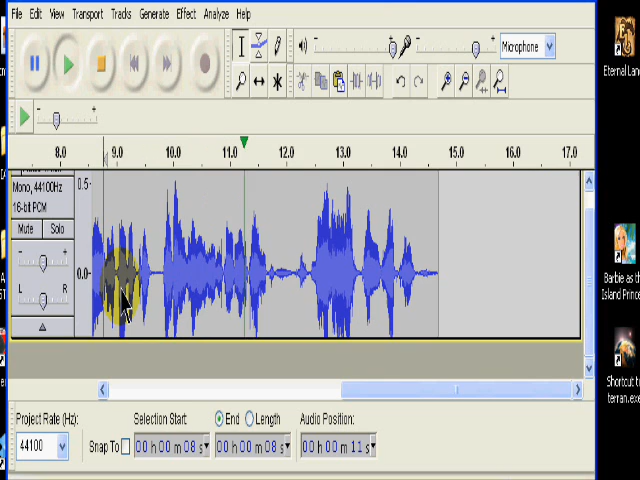 File Edit View Transport Tracks Generate Effect Analyze Help
Microphone
8.0 9.0 10.0 11.0 12.0 13.0 14.0 15.0 16.0 17.0
Mono, 44100Hz
16-bit PCM
Mute Solo
- +
L R
0.5
0.0
Project Rate (Hz):
44100
Snap To
Selection Start:
00 h 00 m 08 s
End Length
00 h 00 m 08 s
Audio Position:
00 h 00 m 11 s
Eternal Lan
Barbie as th
Island Prince
Shortcut to
terran.exe